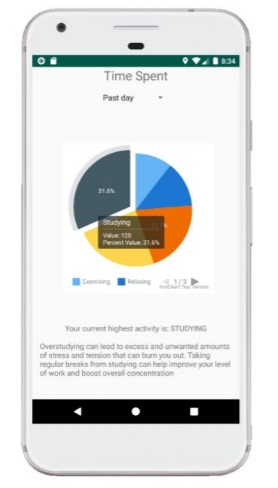 8:34
Time Spent
Past day
31.6%
Studying
Value: 120
Percent Value: 31.6%
Exercising
Relaxing
1 / 3
AnyChart Trial Version
Your current highest activity is: STUDYING
Overstudying can lead to excess and unwanted amounts
of stress and tension that can burn you out. Taking
regular breaks from studying can help improve your level
of work and boost overall concentration